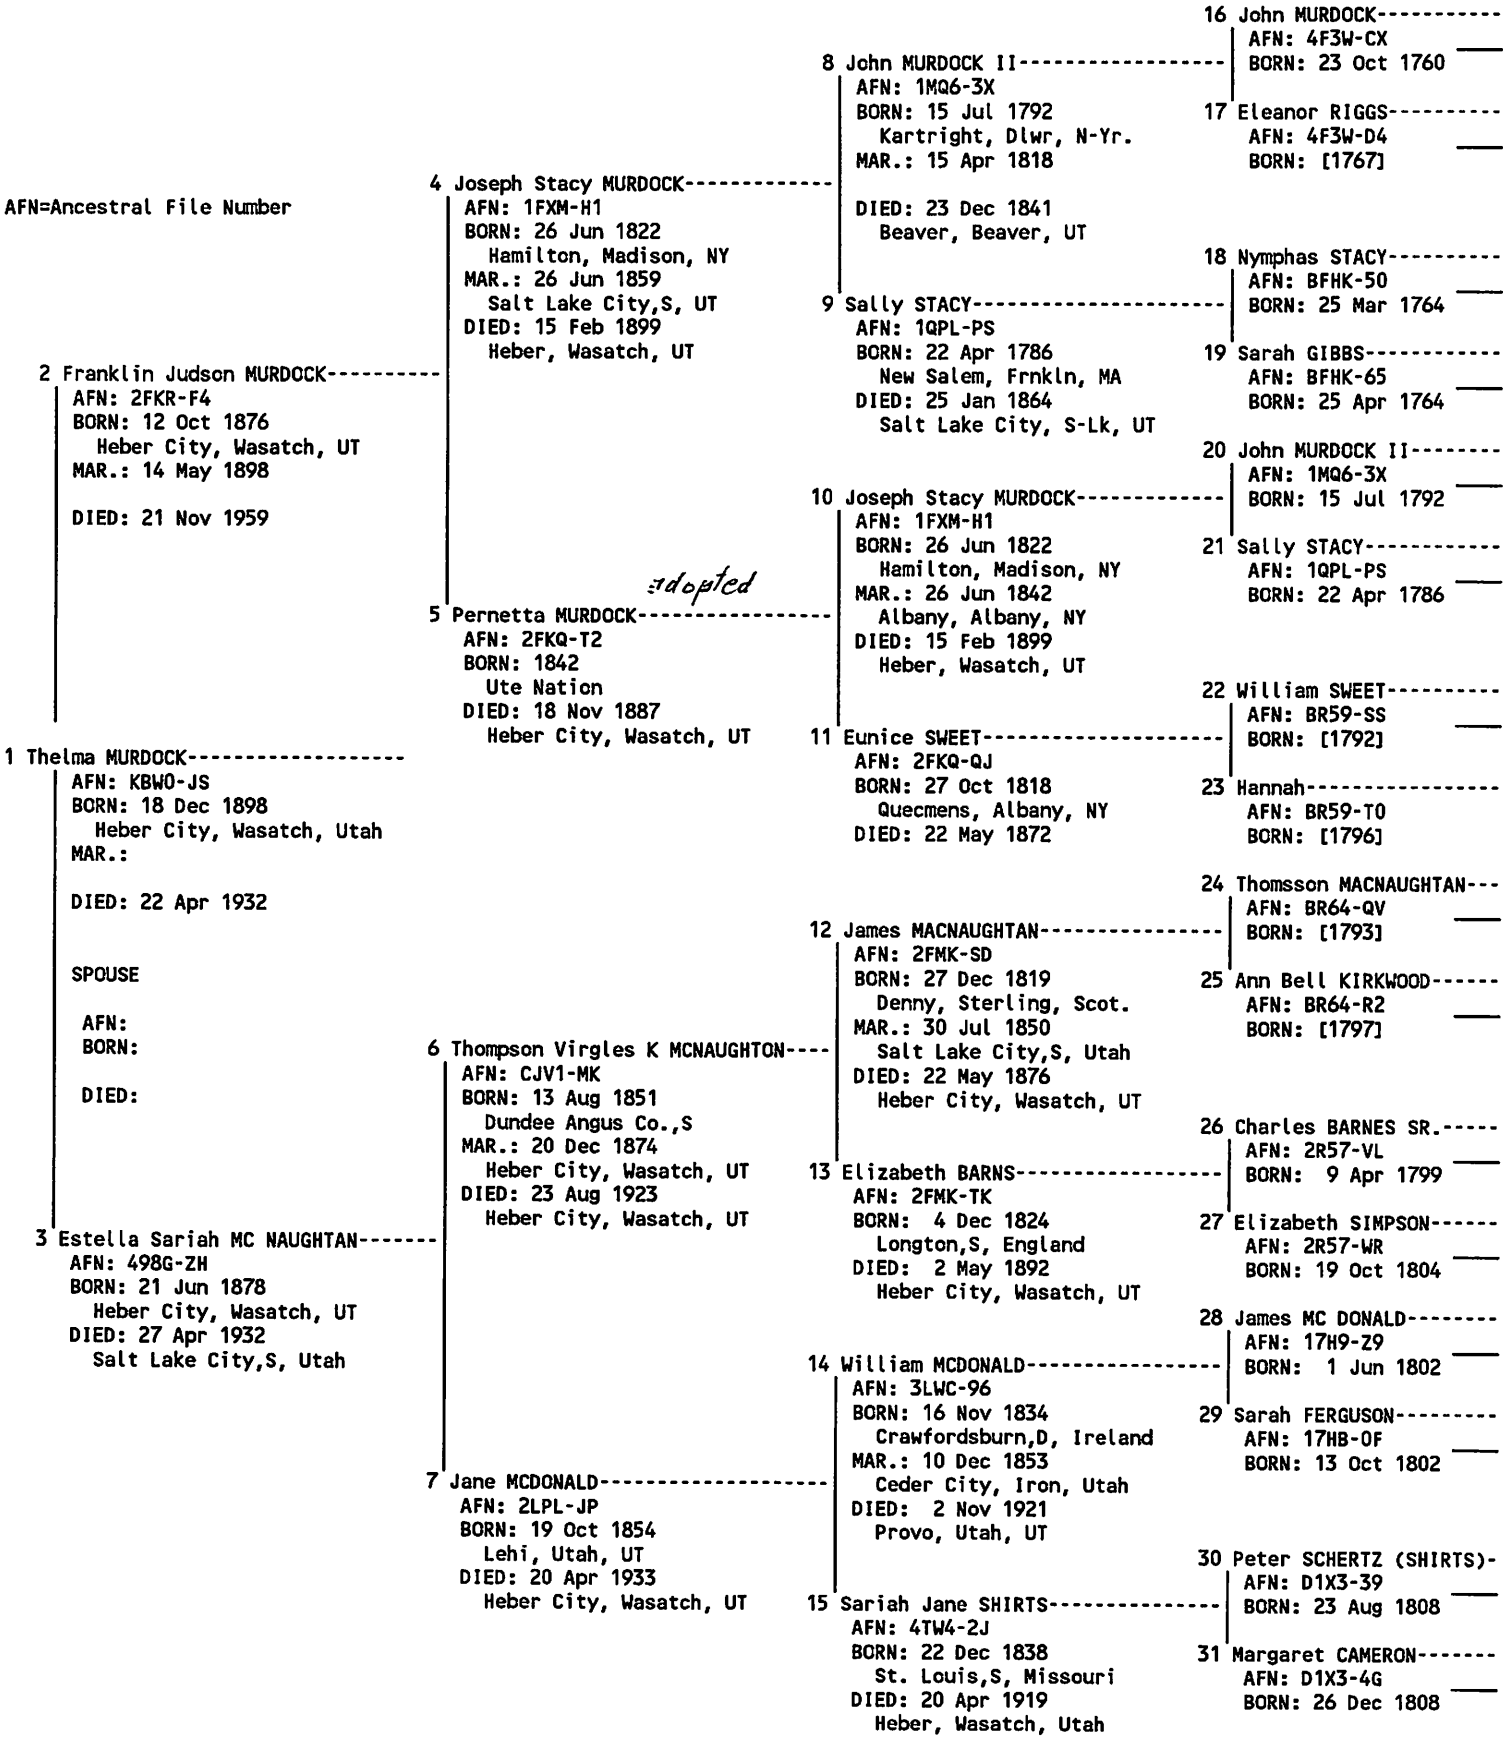 AFN=Ancestral File Number
1 Thelma MURDOCK
AFN: KBW0-JS
BORN: 18 Dec 1898
Heber City, Wasatch, Utah
MAR.:
DIED: 22 Apr 1932
SPOUSE
AFN:
BORN:
DIED:
2 Franklin Judson MURDOCK
AFN: 2FKR-F4
BORN: 12 Oct 1876
Heber City, Wasatch, UT
MAR.: 14 May 1898
DIED: 21 Nov 1959
3 Estella Sariah MC NAUGHTAN
AFN: 498G-ZH
BORN: 21 Jun 1878
Heber City, Wasatch, UT
DIED: 27 Apr 1932
Salt Lake City,S, Utah
4 Joseph Stacy MURDOCK
AFN: 1FXM-H1
BORN: 26 Jun 1822
Hamilton, Madison, NY
MAR.: 26 Jun 1859
Salt Lake City,S, UT
DIED: 15 Feb 1899
Heber, Wasatch, UT
adopted
5 Pernetta MURDOCK
AFN: 2FKQ-T2
BORN: 1842
Ute Nation
DIED: 18 Nov 1887
Heber City, Wasatch, UT
6 Thompson Virgles K MCNAUGHTON
AFN: CJV1-MK
BORN: 13 Aug 1851
Dundee Angus Co.,S
MAR.: 20 Dec 1874
Heber City, Wasatch, UT
DIED: 23 Aug 1923
Heber City, Wasatch, UT
7 Jane MCDONALD
AFN: 2LPL-JP
BORN: 19 Oct 1854
Lehi, Utah, UT
DIED: 20 Apr 1933
Heber City, Wasatch, UT
8 John MURDOCK II
AFN: 1MQ6-3X
BORN: 15 Jul 1792
Kartright, Dlwr, N-Yr.
MAR.: 15 Apr 1818
DIED: 23 Dec 1841
Beaver, Beaver, UT
9 Sally STACY
AFN: 1QPL-PS
BORN: 22 Apr 1786
New Salem, Frnkln, MA
DIED: 25 Jan 1864
Salt Lake City, S-Lk, UT
10 Joseph Stacy MURDOCK
AFN: 1FXM-H1
BORN: 26 Jun 1822
Hamilton, Madison, NY
MAR.: 26 Jun 1842
Albany, Albany, NY
DIED: 15 Feb 1899
Heber, Wasatch, UT
11 Eunice SWEET
AFN: 2FKQ-QJ
BORN: 27 Oct 1818
Quecmens, Albany, NY
DIED: 22 May 1872
12 James MACNAUGHTAN
AFN: 2FMK-SD
BORN: 27 Dec 1819
Denny, Sterling, Scot.
MAR.: 30 Jul 1850
Salt Lake City,S, Utah
DIED: 22 May 1876
Heber City, Wasatch, UT
13 Elizabeth BARNS
AFN: 2FMK-TK
BORN: 4 Dec 1824
Longton,S, England
DIED: 2 May 1892
Heber City, Wasatch, UT
14 William MCDONALD
AFN: 3LWC-96
BORN: 16 Nov 1834
Crawfordsburn,D, Ireland
MAR.: 10 Dec 1853
Ceder City, Iron, Utah
DIED: 2 Nov 1921
Provo, Utah, UT
15 Sariah Jane SHIRTS
AFN: 4TW4-2J
BORN: 22 Dec 1838
St. Louis,S, Missouri
DIED: 20 Apr 1919
Heber, Wasatch, Utah
16 John MURDOCK
AFN: 4F3W-CX
BORN: 23 Oct 1760
17 Eleanor RIGGS
AFN: 4F3W-D4
BORN: [1767]
18 Nymphas STACY
AFN: BFHK-50
BORN: 25 Mar 1764
19 Sarah GIBBS
AFN: BFHK-65
BORN: 25 Apr 1764
20 John MURDOCK II
AFN: 1MQ6-3X
BORN: 15 Jul 1792
21 Sally STACY
AFN: 1QPL-PS
BORN: 22 Apr 1786
22 William SWEET
AFN: BR59-SS
BORN: [1792]
23 Hannah
AFN: BR59-T0
BORN: [1796]
24 Thomsson MACNAUGHTAN
AFN: BR64-QV
BORN: [1793]
25 Ann Bell KIRKWOOD
AFN: BR64-R2
BORN: [1797]
26 Charles BARNES SR.
AFN: 2R57-VL
BORN: 9 Apr 1799
27 Elizabeth SIMPSON
AFN: 2R57-WR
BORN: 19 Oct 1804
28 James MC DONALD
AFN: 17H9-Z9
BORN: 1 Jun 1802
29 Sarah FERGUSON
AFN: 17HB-0F
BORN: 13 Oct 1802
30 Peter SCHERTZ (SHIRTS)
AFN: D1X3-39
BORN: 23 Aug 1808
31 Margaret CAMERON
AFN: D1X3-4G
BORN: 26 Dec 1808